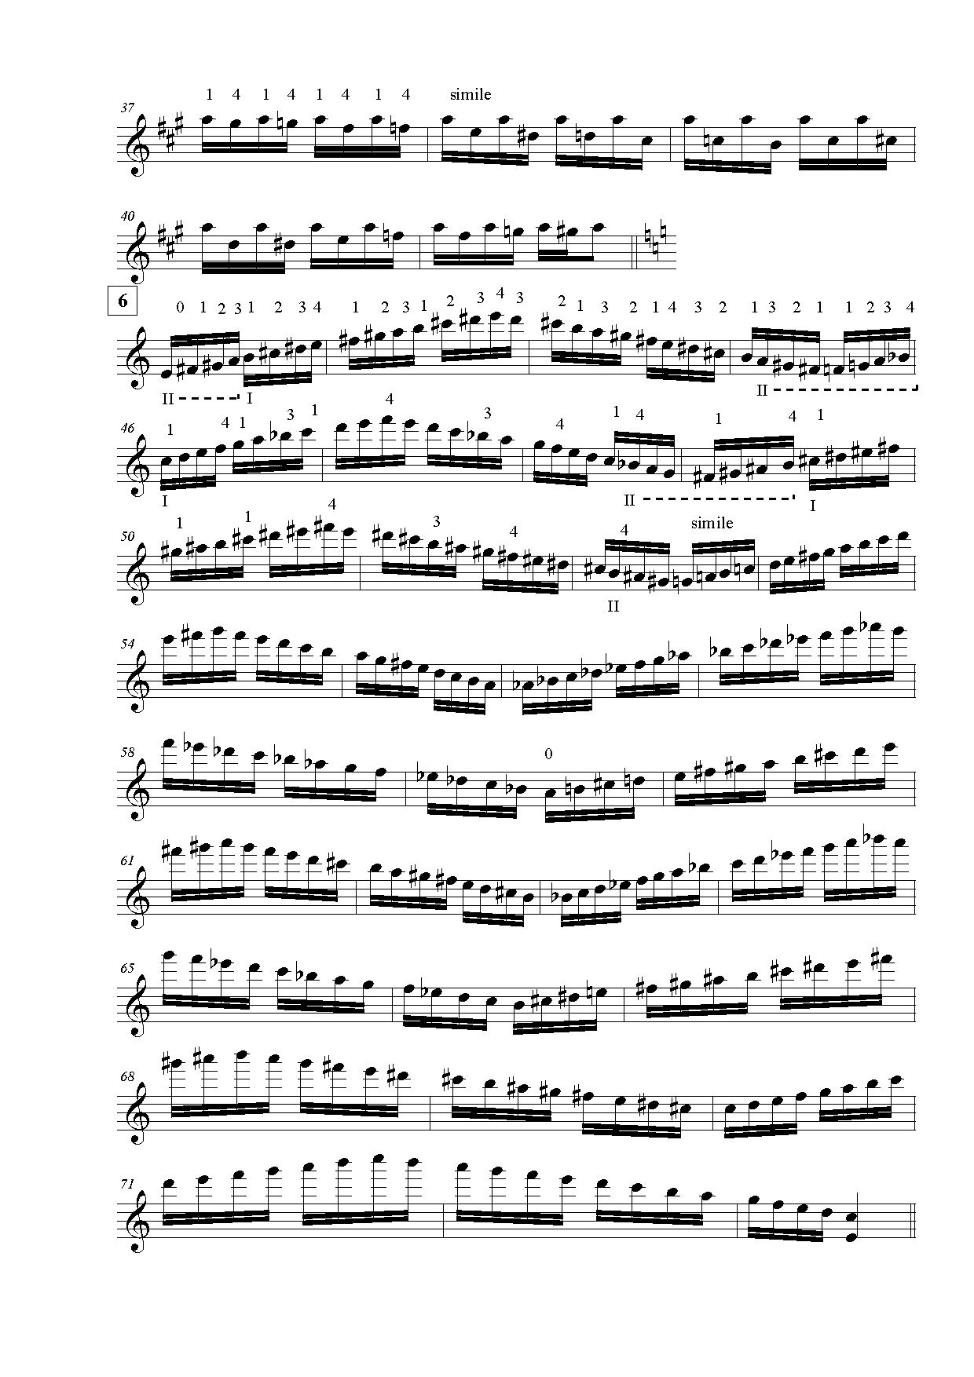 1 4 1 4 1 4 1 4 simile
37
40
6
0 1 2 3 1 2 3 4 1 2 3 1 2 3 4 3 2 1 3 2 1 4 3 2 1 3 2 1 1 2 3 4
II I II
46
1 4 1 3 1 4 3 4 1 4 1 4 1
I II I
50
1 1 4 3 4 4 simile
II
54
58
0
61
65
68
71